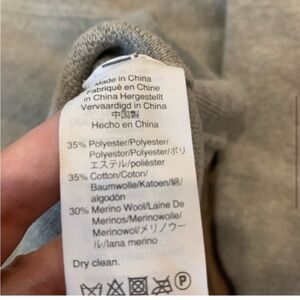 Made in China
Fabriqué en Chine
in China Hergestellt
Vervaardigd in China
中国製
Hecho en China
35% Polyester/Polyester/
Polyester/Polyester/ポリ
エステル/poliéster
35% Cotton/Coton/
Baumwolle/Katoen/綿/
algodón
30% Merino Wool/Laine De
Merinos/Merinowolle/
Merinowol/メリノウー
ル/lana merino
Dry clean.